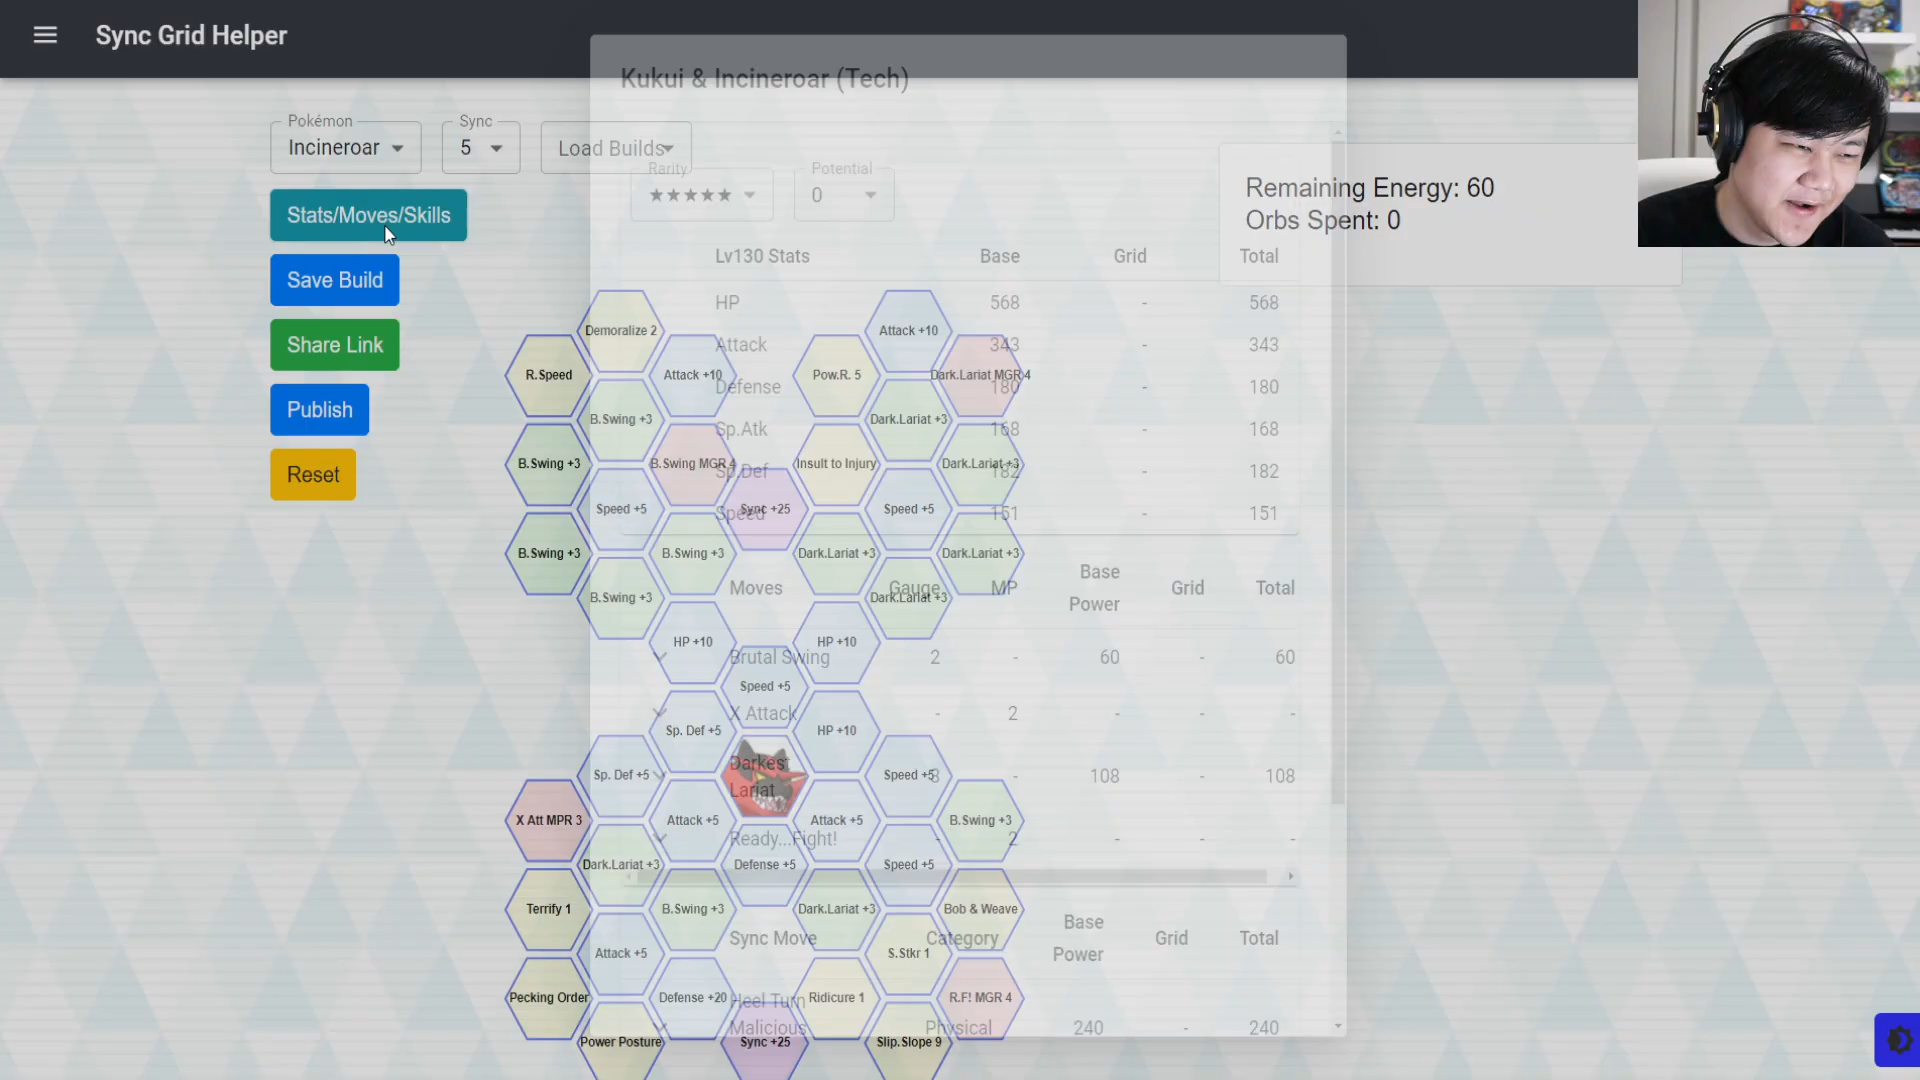 Sync Grid Helper
Kukui & Incineroar (Tech)
Pokémon
Incineroar
Sync
5
Load Builds
Rarity
★★★★★
Potential
0
Remaining Energy: 60
Orbs Spent: 0
Stats/Moves/Skills
Save Build
Share Link
Publish
Reset
Lv130 Stats Base Grid Total
HP 568 - 568
Attack 343 - 343
Defense 180 - 180
Sp.Atk 168 - 168
Sp.Def 182 - 182
Speed 151 - 151
Moves Gauge MP Base Power Grid Total
Brutal Swing 2 - 60 - 60
X Attack - 2 - - -
Darkest Lariat 3 - 108 - 108
Ready...Fight! - 2 - - -
Sync Move Category Base Power Grid Total
Heel Turn Malicious Physical 240 - 240
Demoralize 2
Attack +10
R.Speed
Attack +10
Pow.R. 5
Dark.Lariat MGR 4
B.Swing +3
Dark.Lariat +3
B.Swing +3
B.Swing MGR 4
Insult to Injury
Dark.Lariat +3
Speed +5
Sync +25
Speed +5
B.Swing +3
B.Swing +3
Dark.Lariat +3
Dark.Lariat +3
B.Swing +3
Dark.Lariat +3
HP +10
HP +10
Speed +5
Sp. Def +5
HP +10
Sp. Def +5
Speed +5
X Att MPR 3
Attack +5
Attack +5
B.Swing +3
Dark.Lariat +3
Defense +5
Speed +5
Terrify 1
B.Swing +3
Dark.Lariat +3
Bob & Weave
Attack +5
S.Stkr 1
Pecking Order
Defense +20
Ridicure 1
R.F! MGR 4
Power Posture
Sync +25
Slip.Slope 9